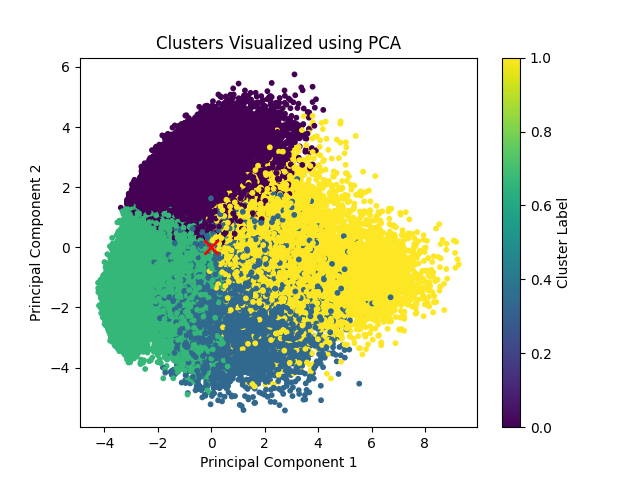 Clusters Visualized using PCA
6
4
2
0
−2
−4
Principal Component 2
−4 −2 0 2 4 6 8
Principal Component 1
1.0
0.8
0.6
0.4
0.2
0.0
Cluster Label